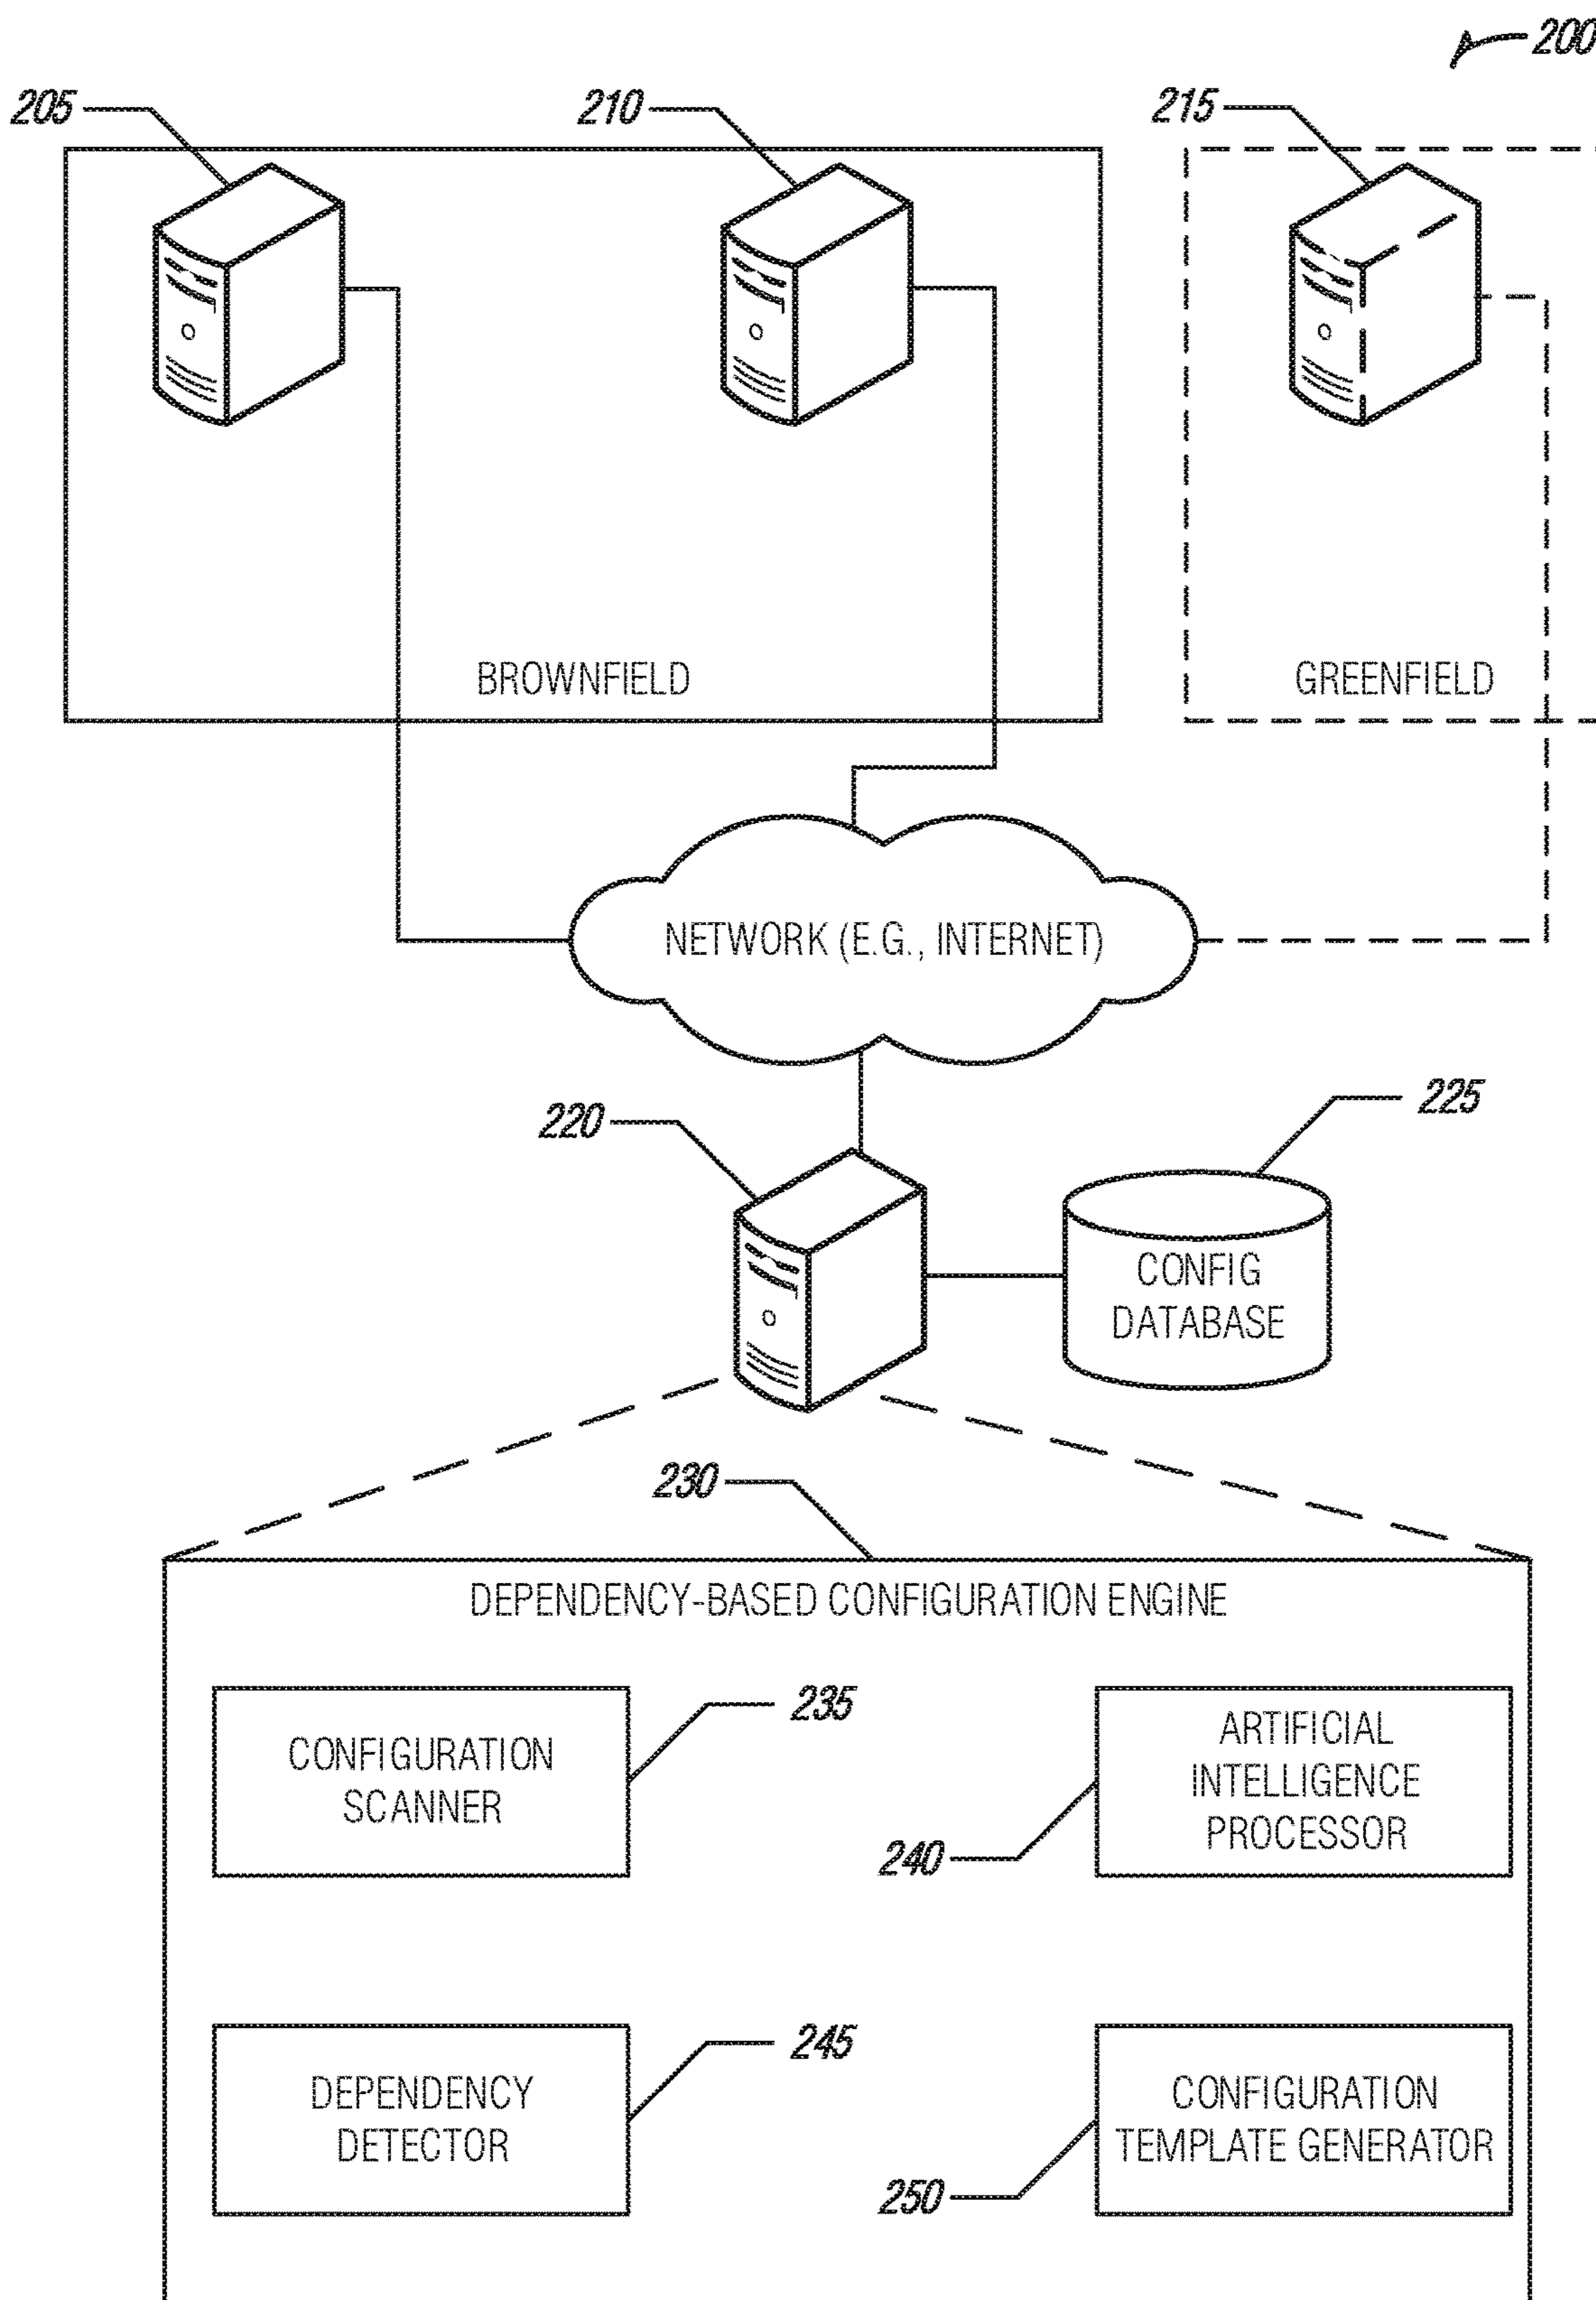 200
205
210
215
BROWNFIELD
GREENFIELD
NETWORK (E.G., INTERNET)
220
225
CONFIG
DATABASE
230
DEPENDENCY-BASED CONFIGURATION ENGINE
235
CONFIGURATION
SCANNER
ARTIFICIAL
INTELLIGENCE
PROCESSOR
240
245
DEPENDENCY
DETECTOR
CONFIGURATION
TEMPLATE GENERATOR
250